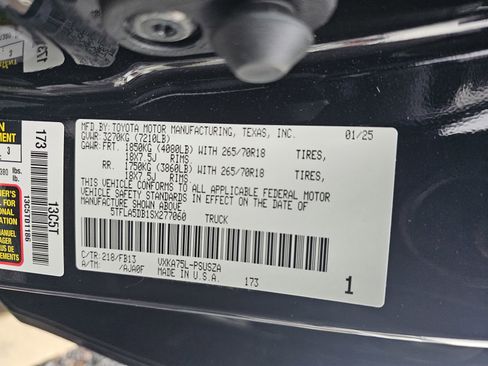 MFD. BY: TOYOTA MOTOR MANUFACTURING, TEXAS, INC. 01/25
GVWR: 3270KG (7210LB)
GAWR: FRT. 1850KG (4080LB) WITH 265/70R18 TIRES,
18X7.5J RIMS.
RR. 1750KG (3860LB) WITH 265/70R18 TIRES,
18X7.5J RIMS.
THIS VEHICLE CONFORMS TO ALL APPLICABLE FEDERAL MOTOR
VEHICLE SAFETY STANDARDS IN EFFECT ON THE DATE OF
MANUFACTURE SHOWN ABOVE.
5TFLA5DB1SX277060 TRUCK
C/TR: 218/FB13 VXKA75L-PSUSZA
A/TM: /AJA0F MADE IN U.S.A. 173
1
173
13C5T
13C5T01186